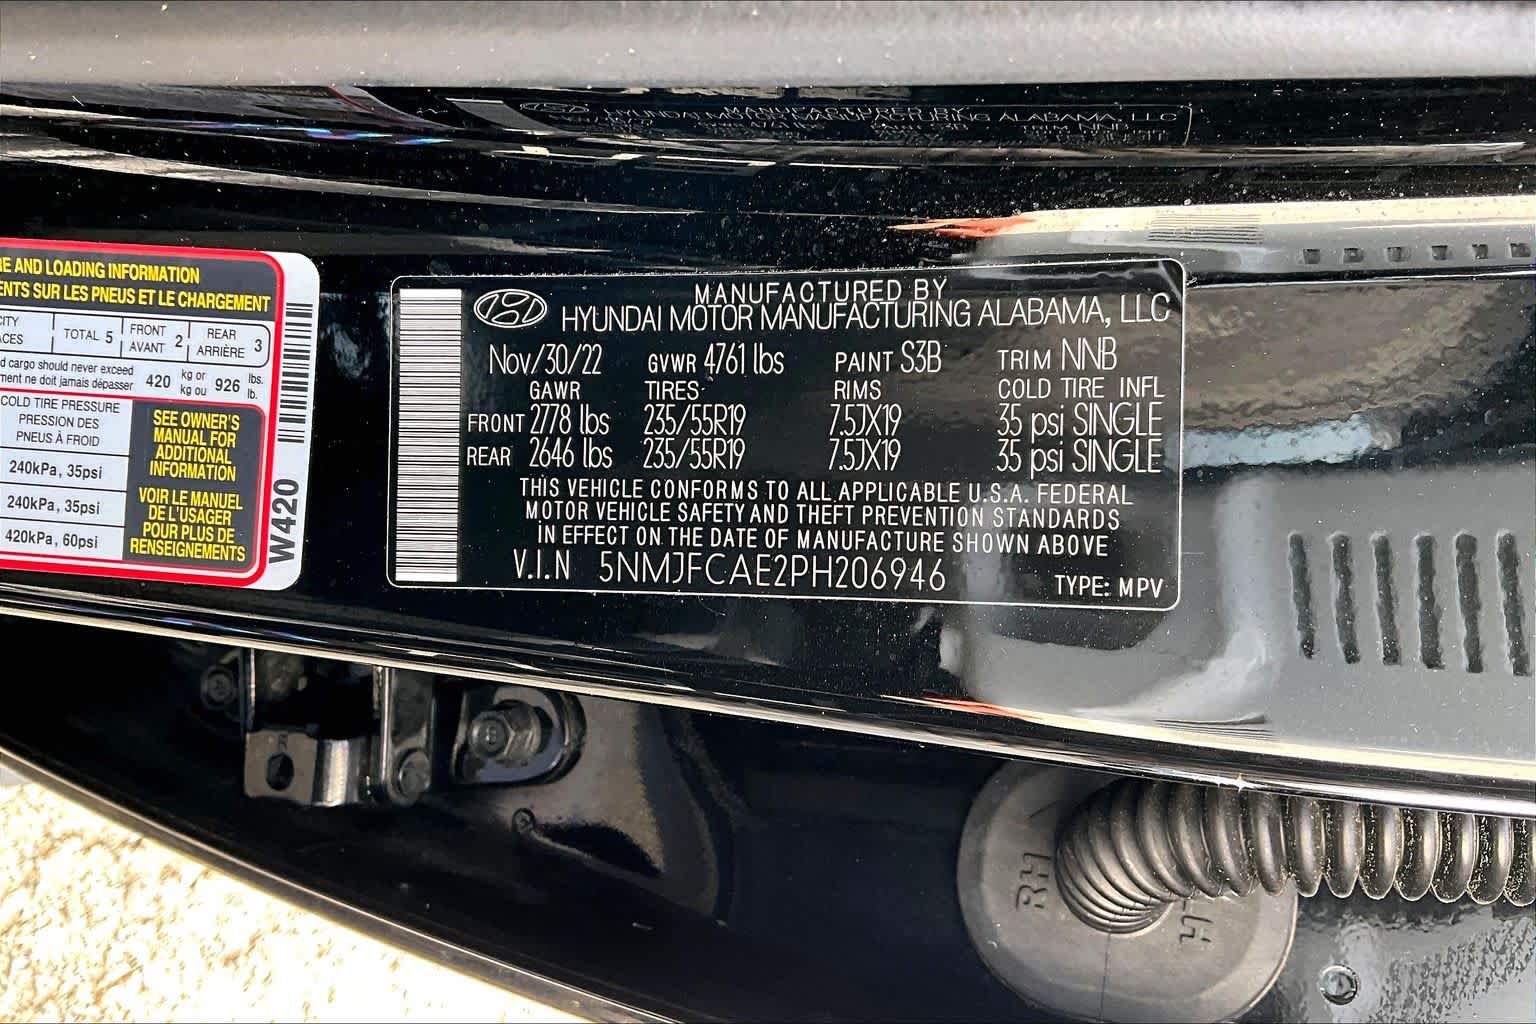 RE AND LOADING INFORMATION
ENTS SUR LES PNEUS ET LE CHARGEMENT
CITY
ACES
TOTAL 5
FRONT
AVANT 2
REAR
ARRIÈRE 3
d cargo should never exceed
ment ne doit jamais dépasser
420 kg or
kg ou
926 lbs.
lb.
COLD TIRE PRESSURE
PRESSION DES
PNEUS À FROID
240kPa, 35psi
240kPa, 35psi
420kPa, 60psi
SEE OWNER'S
MANUAL FOR
ADDITIONAL
INFORMATION
VOIR LE MANUEL
DE L'USAGER
POUR PLUS DE
RENSEIGNEMENTS
W420
MANUFACTURED BY
HYUNDAI MOTOR MANUFACTURING ALABAMA, LLC
Nov/30/22 GVWR 4761 lbs PAINT S3B TRIM NNB
GAWR TIRES RIMS COLD TIRE INFL
FRONT 2778 lbs 235/55R19 7.5JX19 35 psi SINGLE
REAR 2646 lbs 235/55R19 7.5JX19 35 psi SINGLE
THIS VEHICLE CONFORMS TO ALL APPLICABLE U.S.A. FEDERAL
MOTOR VEHICLE SAFETY AND THEFT PREVENTION STANDARDS
IN EFFECT ON THE DATE OF MANUFACTURE SHOWN ABOVE
V.I.N 5NMJFCAE2PH206946 TYPE: MPV
RH